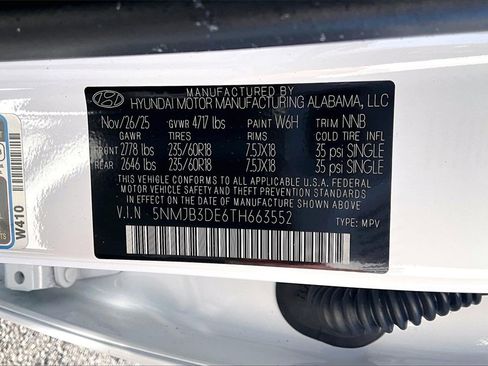 MANUFACTURED BY
HYUNDAI MOTOR MANUFACTURING ALABAMA, LLC
Nov/26/25 GVWR 4717 lbs PAINT W6H TRIM NNB
GAWR TIRES RIMS COLD TIRE INFL
FRONT 2778 lbs 235/60R18 7.5JX18 35 psi SINGLE
REAR 2646 lbs 235/60R18 7.5JX18 35 psi SINGLE
THIS VEHICLE CONFORMS TO ALL APPLICABLE U.S.A. FEDERAL
MOTOR VEHICLE SAFETY AND THEFT PREVENTION STANDARDS
IN EFFECT ON THE DATE OF MANUFACTURE SHOWN ABOVE.
V.I.N 5NMJB3DE6TH663552 TYPE: MPV
W410